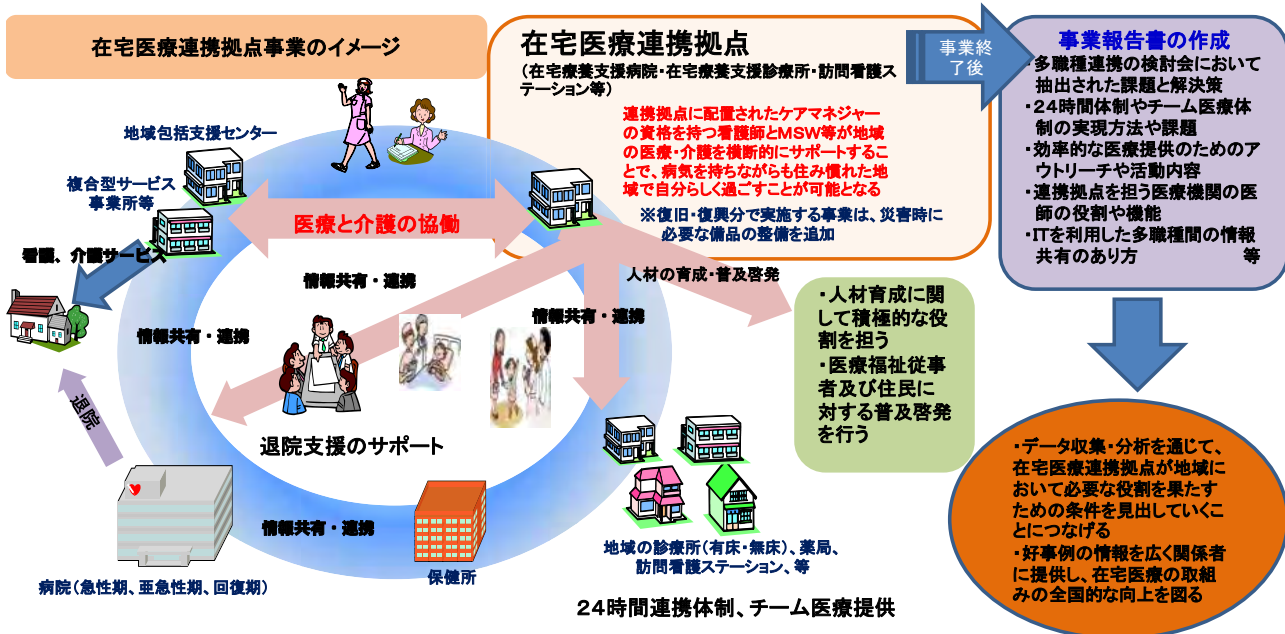 在宅医療連携拠点事業のイメージ
在宅医療連携拠点
(在宅療養支援病院・在宅療養支援診療所・訪問看護ス
テーション等)
連携拠点に配置されたケアマネジャー
の資格を持つ看護師とMSW等が地域
の医療・介護を横断的にサポートするこ
とで、病気を持ちながらも住み慣れた地
域で自分らしく過ごすことが可能となる
※復旧・復興分で実施する事業は、災害時に
必要な備品の整備を追加
事業終
了後
事業報告書の作成
・多職種連携の検討会において
抽出された課題と解決策
・24時間体制やチーム医療体
制の実現方法や課題
・効率的な医療提供のためのア
ウトリーチや活動内容
・連携拠点を担う医療機関の医
師の役割や機能
・ITを利用した多職種間の情報
共有のあり方 等
地域包括支援センター
複合型サービス
事業所等
医療と介護の協働
看護、介護サービス
情報共有・連携
人材の育成・普及啓発
情報共有・連携
情報共有・連携
・人材育成に関
して積極的な役
割を担う
・医療福祉従事
者及び住民に
対する普及啓発
を行う
退院
退院支援のサポート
情報共有・連携
病院(急性期、亜急性期、回復期)
保健所
地域の診療所(有床・無床)、薬局、
訪問看護ステーション、等
24時間連携体制、チーム医療提供
・データ収集・分析を通じて、
在宅医療連携拠点が地域に
おいて必要な役割を果たす
ための条件を見出していくこ
とにつなげる
・好事例の情報を広く関係者
に提供し、在宅医療の取組
みの全国的な向上を図る